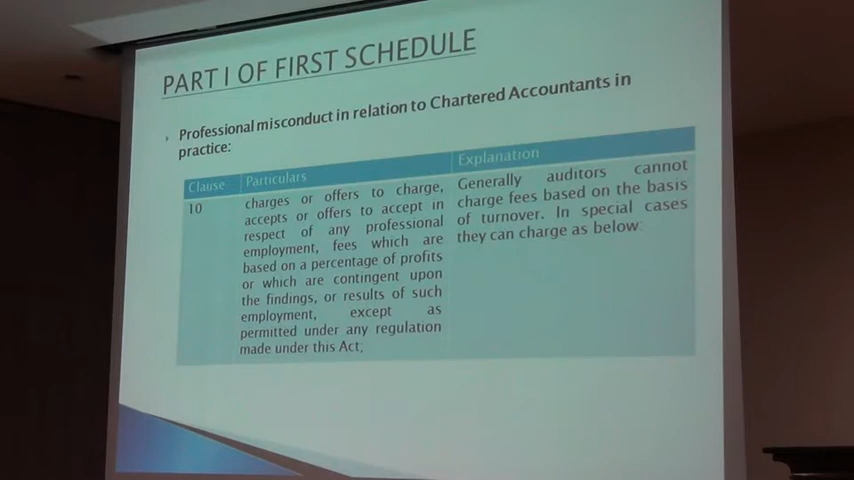 PART I OF FIRST SCHEDULE
Professional misconduct in relation to Chartered Accountants in
practice:
Clause Particulars Explanation
10
charges or offers to charge,
accepts or offers to accept in
respect of any professional
employment, fees which are
based on a percentage of profits
or which are contingent upon
the findings, or results of such
employment, except as
permitted under any regulation
made under this Act;
Generally auditors cannot
charge fees based on the basis
of turnover. In special cases
they can charge as below: